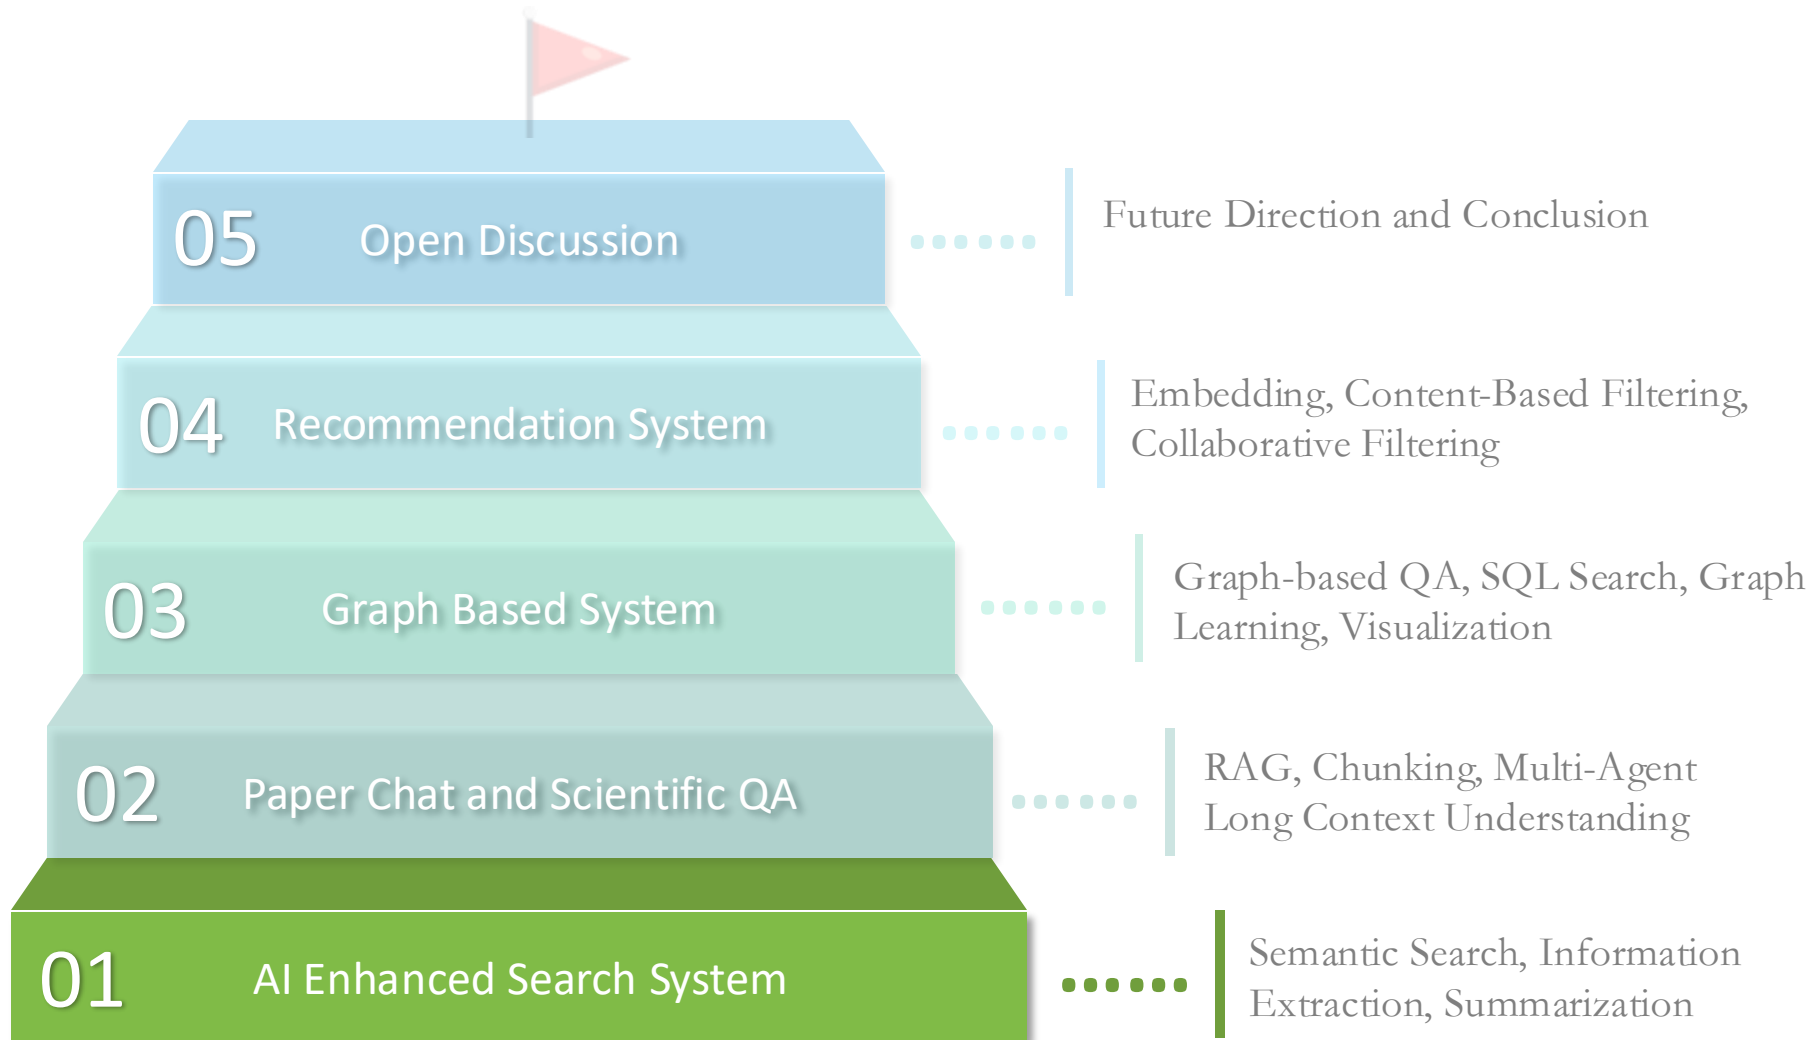 05 Open Discussion
Future Direction and Conclusion
04 Recommendation System
Embedding, Content-Based Filtering,
Collaborative Filtering
03 Graph Based System
Graph-based QA, SQL Search, Graph
Learning, Visualization
02 Paper Chat and Scientific QA
RAG, Chunking, Multi-Agent
Long Context Understanding
01 AI Enhanced Search System
Semantic Search, Information
Extraction, Summarization